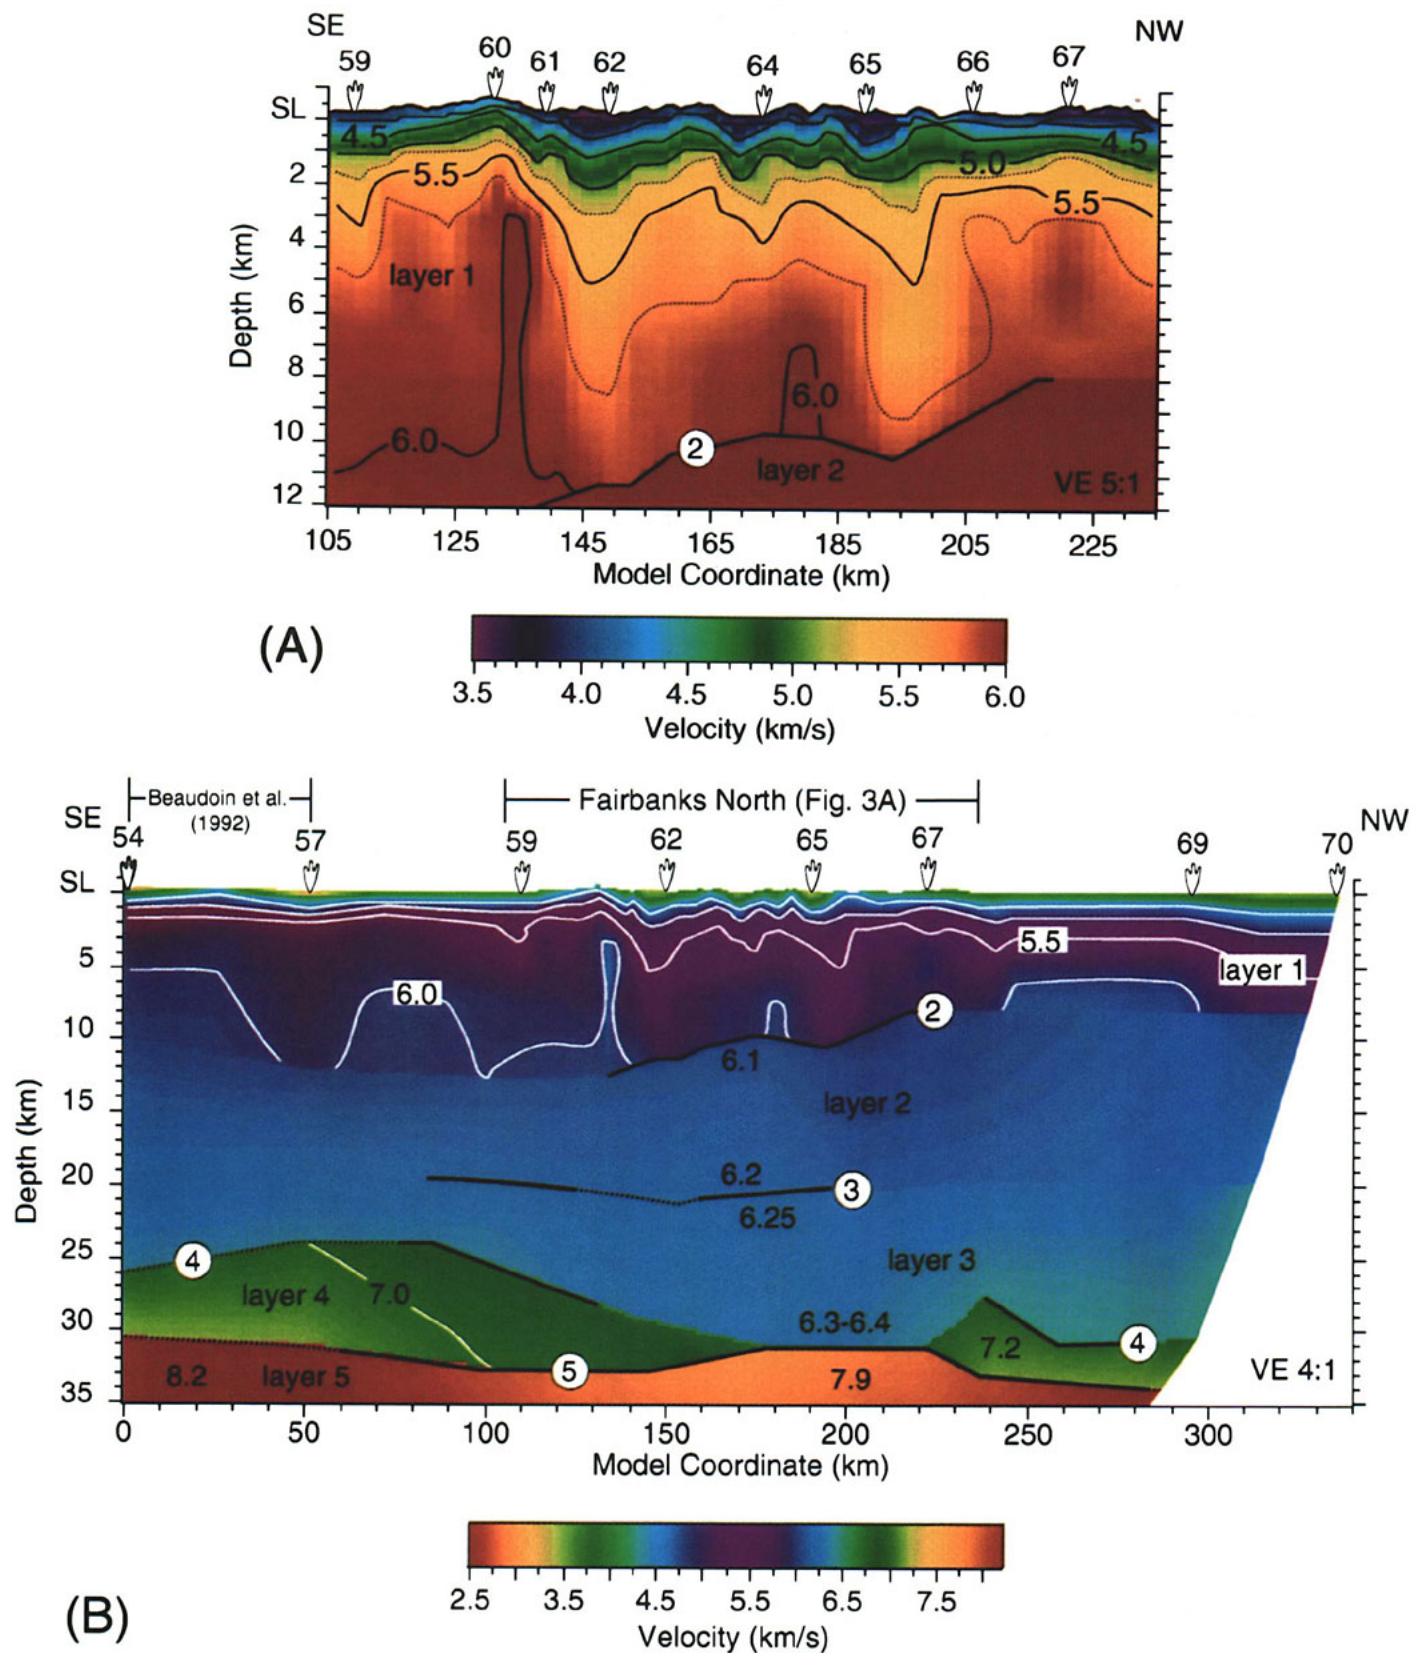 SE
NW
59 60 61 62 64 65 66 67
SL
4.5
4.5
5.0
2
5.5
5.5
4
layer 1
Depth (km)
6
8
6.0
10
6.0
2
layer 2
VE 5:1
12
105 125 145 165 185 205 225
Model Coordinate (km)
(A)
3.5 4.0 4.5 5.0 5.5 6.0
Velocity (km/s)
Beaudoin et al.
(1992)
Fairbanks North (Fig. 3A)
SE
NW
54 57 59 62 65 67 69 70
SL
5.5
5
layer 1
6.0
2
10
6.1
layer 2
15
Depth (km)
6.2
20
3
6.25
25
4
layer 3
layer 4
7.0
30
6.3-6.4
7.2
4
8.2
layer 5
5
7.9
VE 4:1
35
0 50 100 150 200 250 300
Model Coordinate (km)
2.5 3.5 4.5 5.5 6.5 7.5
Velocity (km/s)
(B)